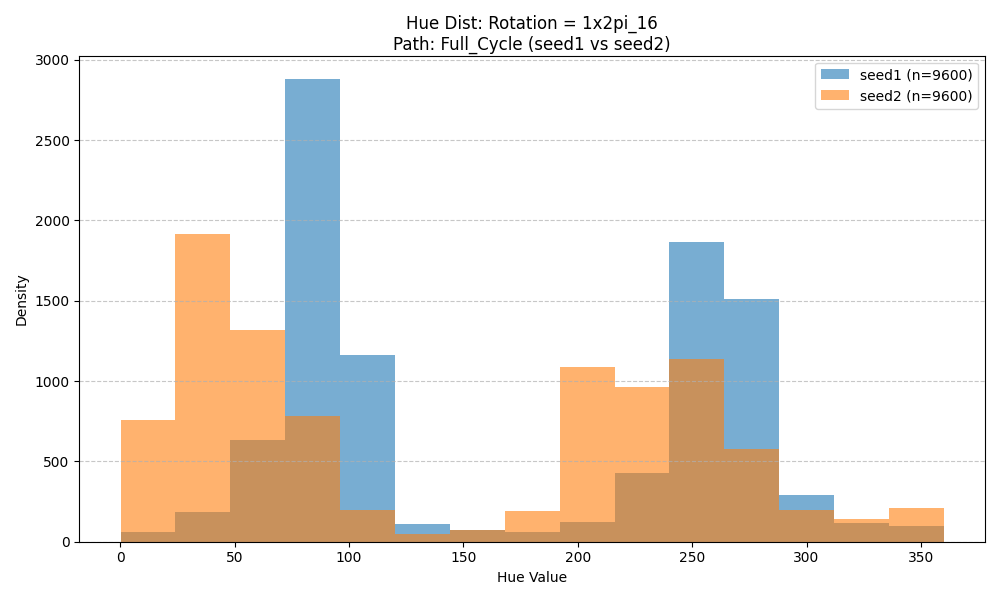 Hue Dist: Rotation = 1x2pi_16
Path: Full_Cycle (seed1 vs seed2)
seed1 (n=9600)
seed2 (n=9600)
Density
3000
2500
2000
1500
1000
500
0
0 50 100 150 200 250 300 350
Hue Value